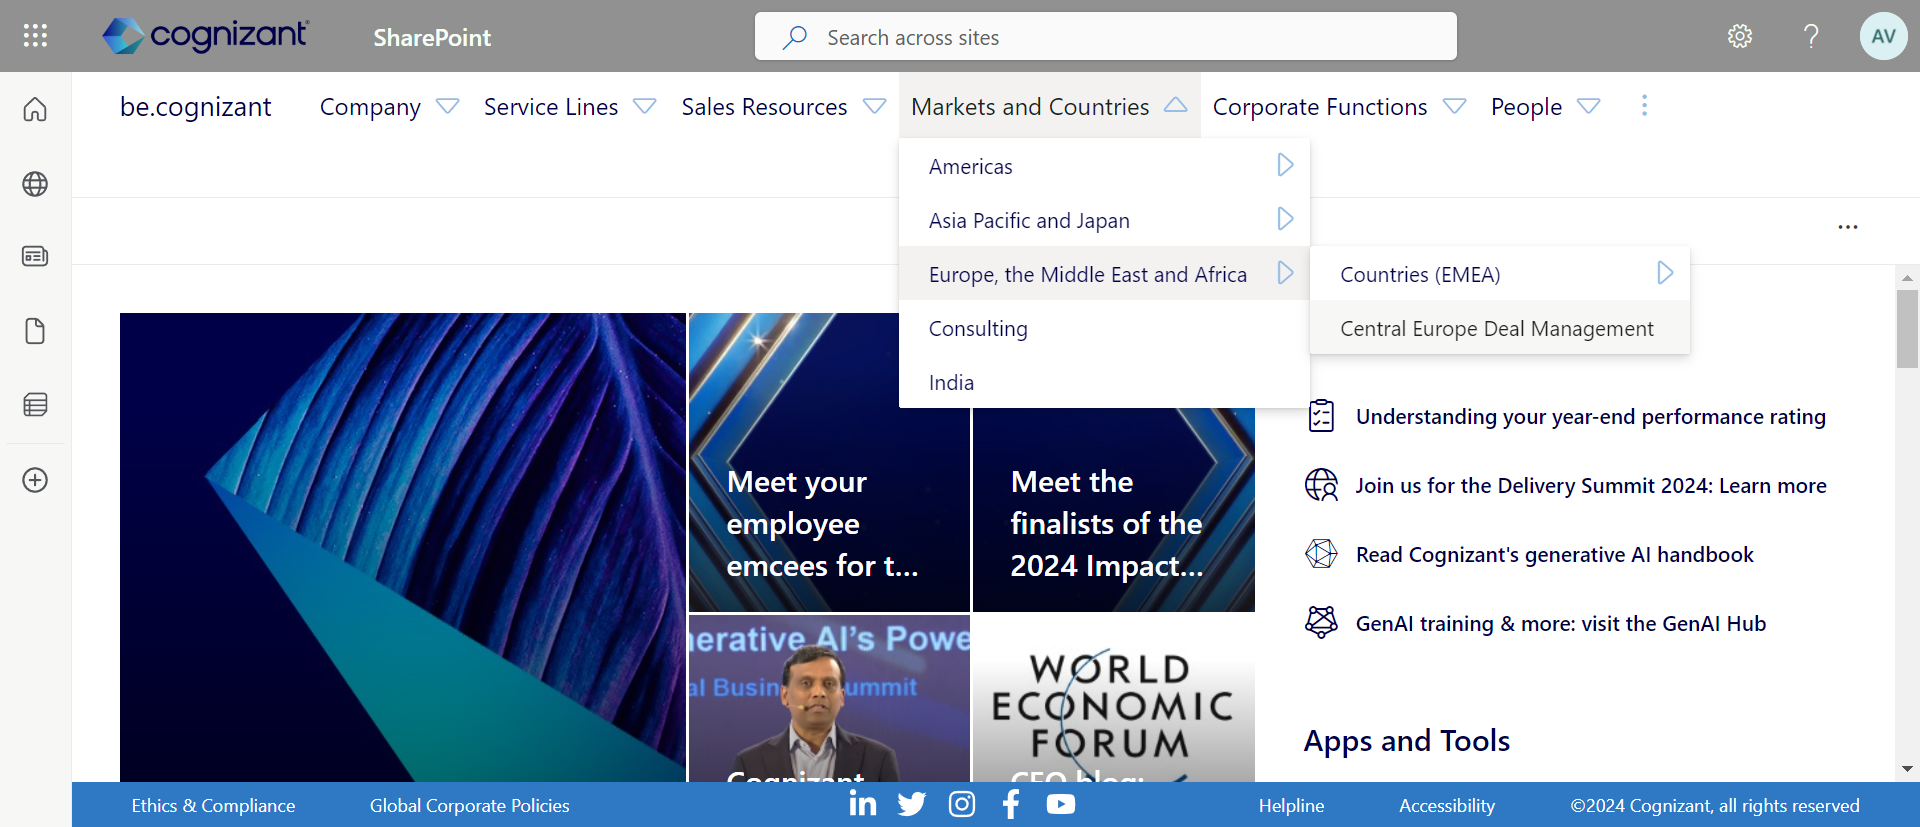 cognizant
SharePoint
Search across sites
?
AV
be.cognizant
Company
Service Lines
Sales Resources
Markets and Countries
Corporate Functions
People
Americas
Asia Pacific and Japan
Europe, the Middle East and Africa
Consulting
India
Countries (EMEA)
Central Europe Deal Management
Meet your
employee
emcees for t...
Meet the
finalists of the
2024 Impact...
nerative AI's Powe
al Busin
ummit
Cognizant
WORLD
ECONOMIC
FORUM
CEO blog:
Understanding your year-end performance rating
Join us for the Delivery Summit 2024: Learn more
Read Cognizant's generative AI handbook
GenAI training & more: visit the GenAI Hub
Apps and Tools
Ethics & Compliance
Global Corporate Policies
Helpline
Accessibility
©2024 Cognizant, all rights reserved